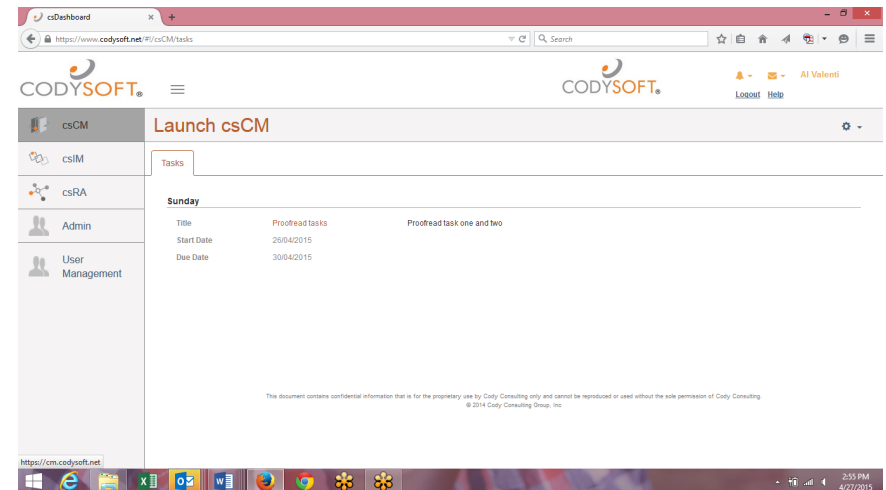 csDashboard
https://www.codysoft.net/#!/csCM/tasks
Search
CODYSOFT®
CODYSOFT®
Al Valenti
Logout Help
csCM
Launch csCM
csIM
Tasks
csRA
Sunday
Admin
Title Proofread tasks Proofread task one and two
Start Date 26/04/2015
User Management
Due Date 30/04/2015
This document contains confidential information that is for the proprietary use by Cody Consulting only and cannot be reproduced or used without the sole permission of Cody Consulting.
© 2014 Cody Consulting Group, Inc
https://cm.codysoft.net
2:55 PM
4/27/2015